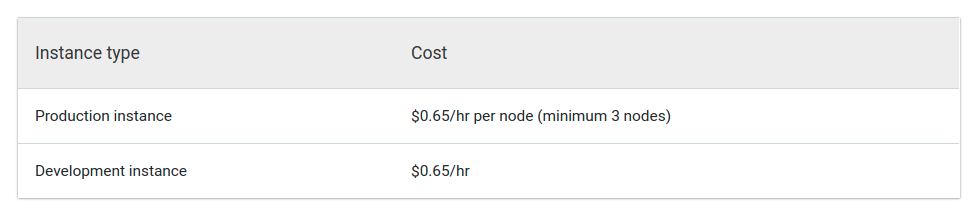 Instance type Cost
Production instance $0.65/hr per node (minimum 3 nodes)
Development instance $0.65/hr